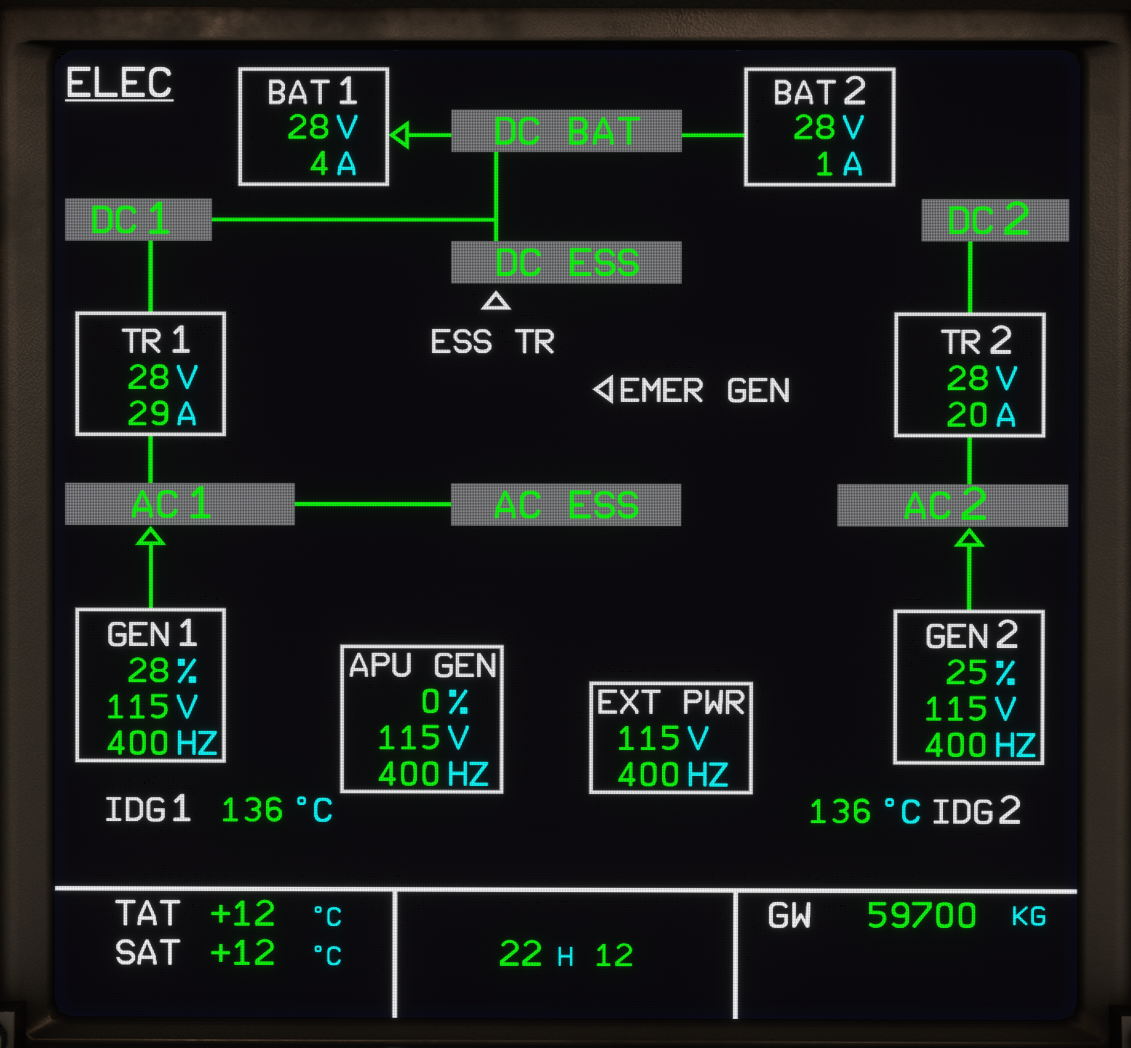 ELEC
BAT 1
28 V
4 A
DC BAT
BAT 2
28 V
1 A
DC 1
DC 2
DC ESS
ESS TR
TR 1
28 V
29 A
EMER GEN
TR 2
28 V
20 A
AC 1
AC ESS
AC 2
GEN 1
28 %
115 V
400 HZ
APU GEN
0 %
115 V
400 HZ
EXT PWR
115 V
400 HZ
GEN 2
25 %
115 V
400 HZ
IDG 1 136 °C
136 °C IDG 2
TAT +12 °C
SAT +12 °C
22 H 12
GW 59700 KG